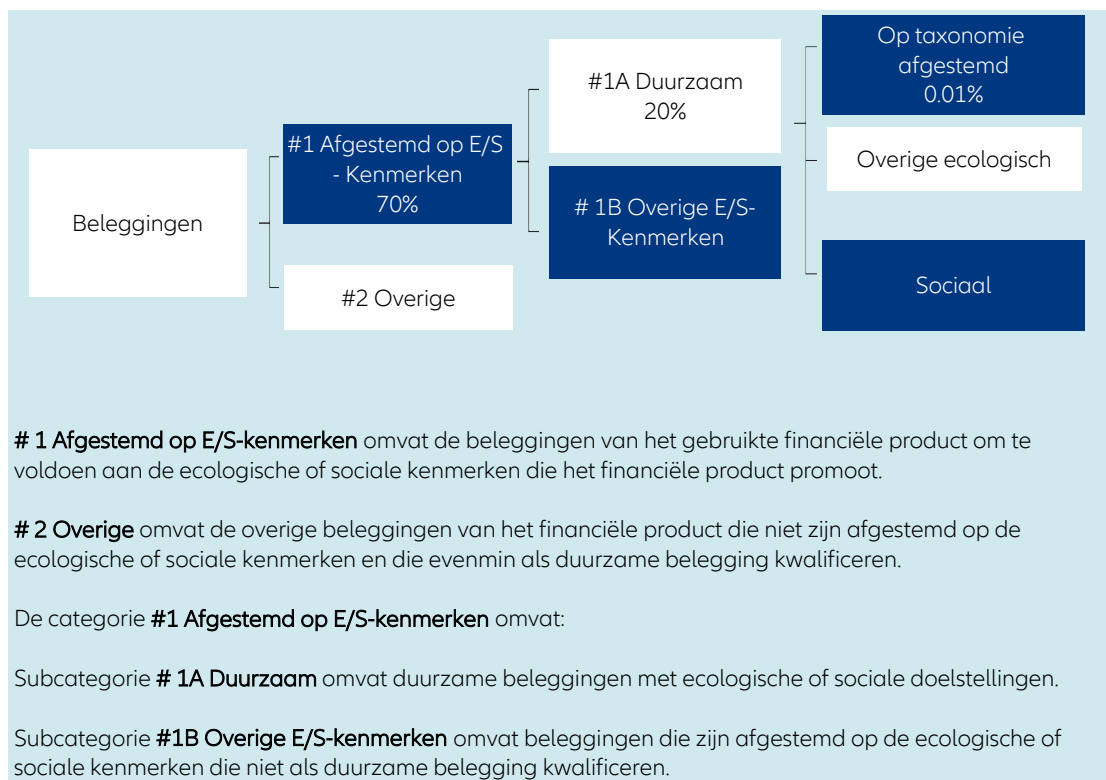 Beleggingen
#1 Afgestemd op E/S
- Kenmerken
70%
#2 Overige
#1A Duurzaam
20%
# 1B Overige E/S-
Kenmerken
Op taxonomie
afgestemd
0.01%
Overige ecologisch
Sociaal
# 1 Afgestemd op E/S-kenmerken omvat de beleggingen van het gebruikte financiële product om te
voldoen aan de ecologische of sociale kenmerken die het financiële product promoot.
# 2 Overige omvat de overige beleggingen van het financiële product die niet zijn afgestemd op de
ecologische of sociale kenmerken en die evenmin als duurzame belegging kwalificeren.
De categorie #1 Afgestemd op E/S-kenmerken omvat:
Subcategorie # 1A Duurzaam omvat duurzame beleggingen met ecologische of sociale doelstellingen.
Subcategorie #1B Overige E/S-kenmerken omvat beleggingen die zijn afgestemd op de ecologische of
sociale kenmerken die niet als duurzame belegging kwalificeren.